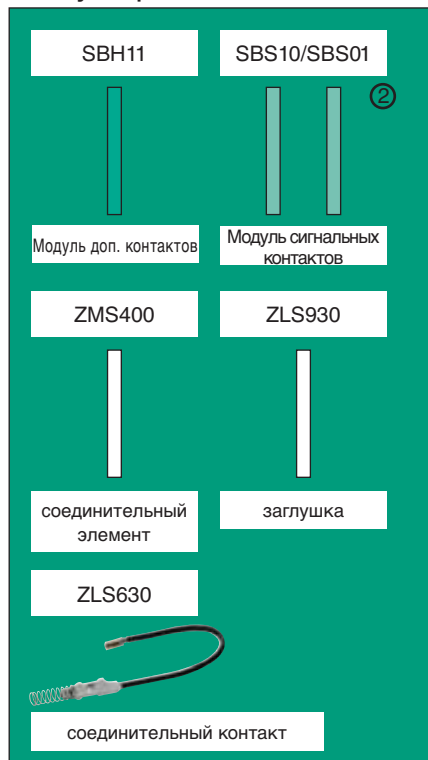 SBH11
SBS10/SBS01
②
Модуль доп. контактов
Модуль сигнальных
контактов
ZMS400
ZLS930
соединительный
элемент
заглушка
ZLS630
соединительный контакт